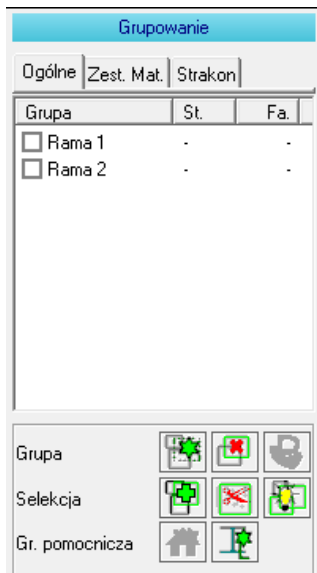 Grupowanie
Ogólne Zest. Mat. Strakon
Grupa St. Fa.
Rama 1 - -
Rama 2 - -
Grupa
Selekcja
Gr. pomocnicza